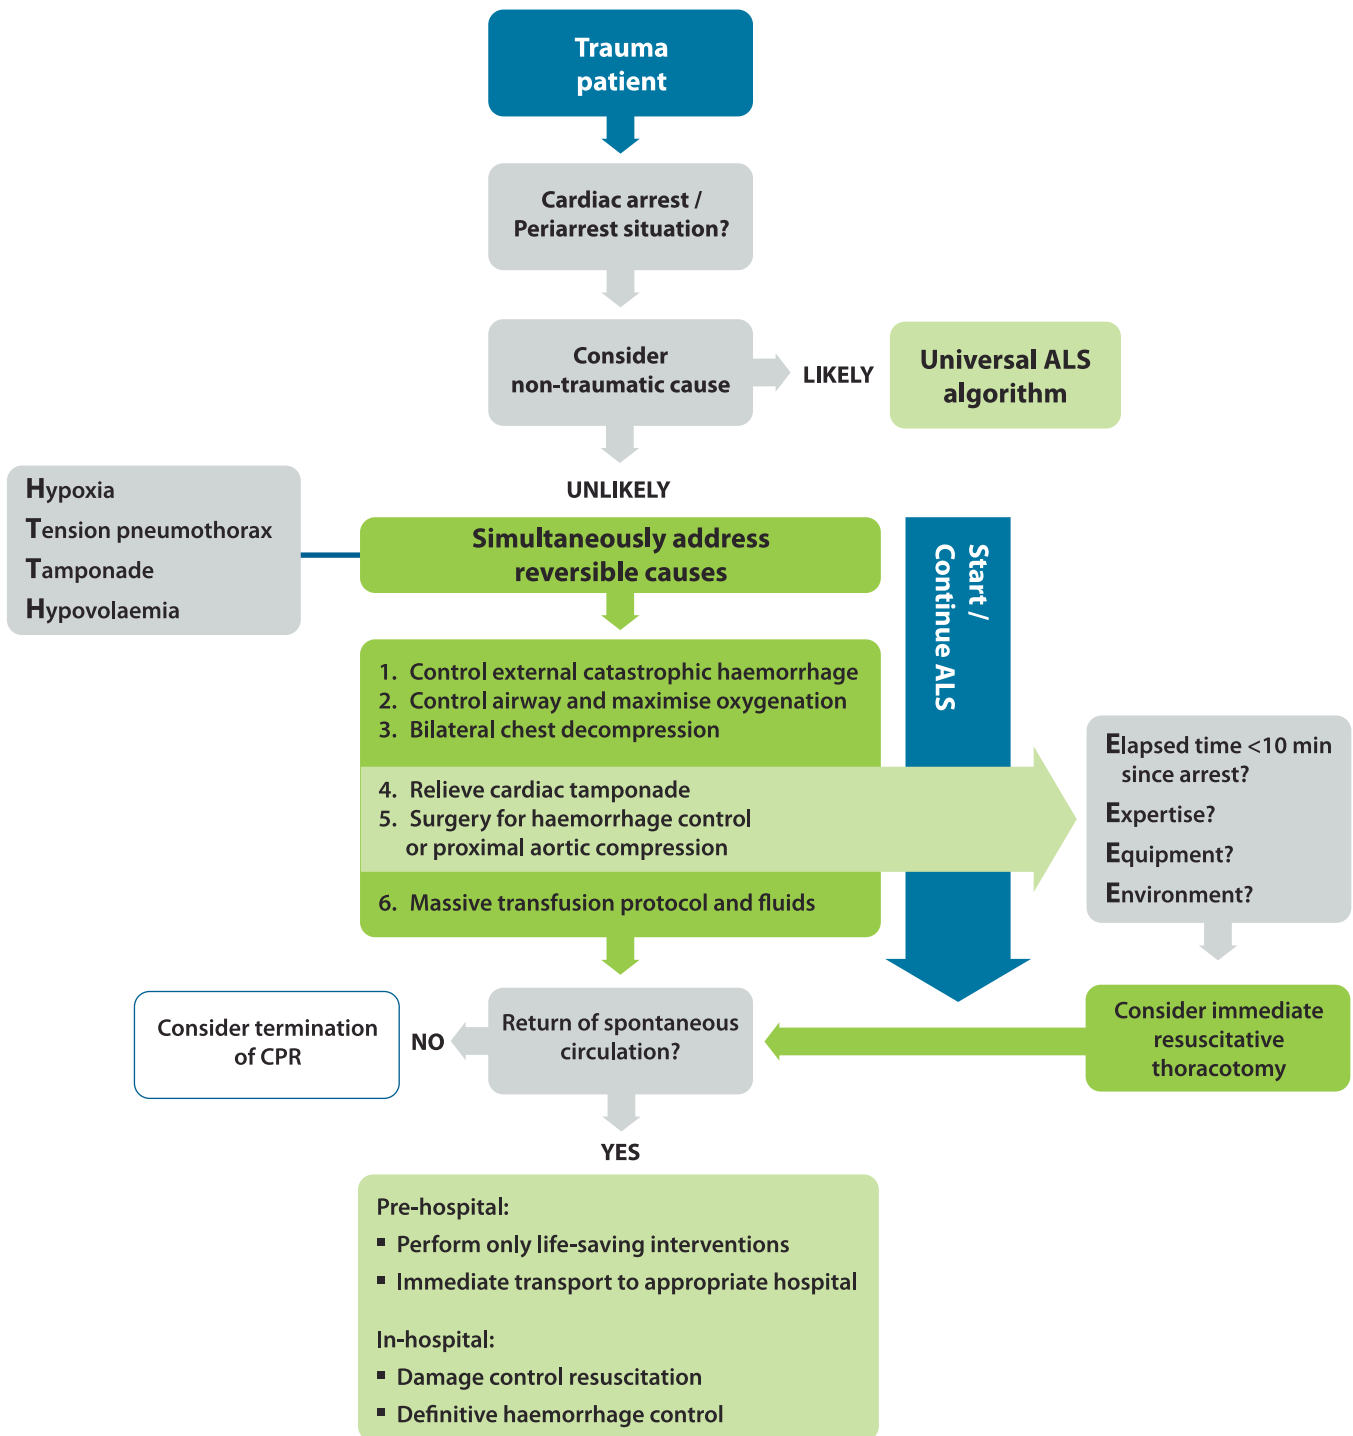 Trauma
patient
Cardiac arrest /
Periarrest situation?
Consider
non-traumatic cause
LIKELY
Universal ALS
algorithm
UNLIKELY
Hypoxia
Tension pneumothorax
Tamponade
Hypovolaemia
Simultaneously address
reversible causes
Start /
Continue ALS
1. Control external catastrophic haemorrhage
2. Control airway and maximise oxygenation
3. Bilateral chest decompression
4. Relieve cardiac tamponade
5. Surgery for haemorrhage control
or proximal aortic compression
6. Massive transfusion protocol and fluids
Elapsed time <10 min
since arrest?
Expertise?
Equipment?
Environment?
Consider immediate
resuscitative
thoracotomy
Return of spontaneous
circulation?
NO
Consider termination
of CPR
YES
Pre-hospital:
▪ Perform only life-saving interventions
▪ Immediate transport to appropriate hospital
In-hospital:
▪ Damage control resuscitation
▪ Definitive haemorrhage control